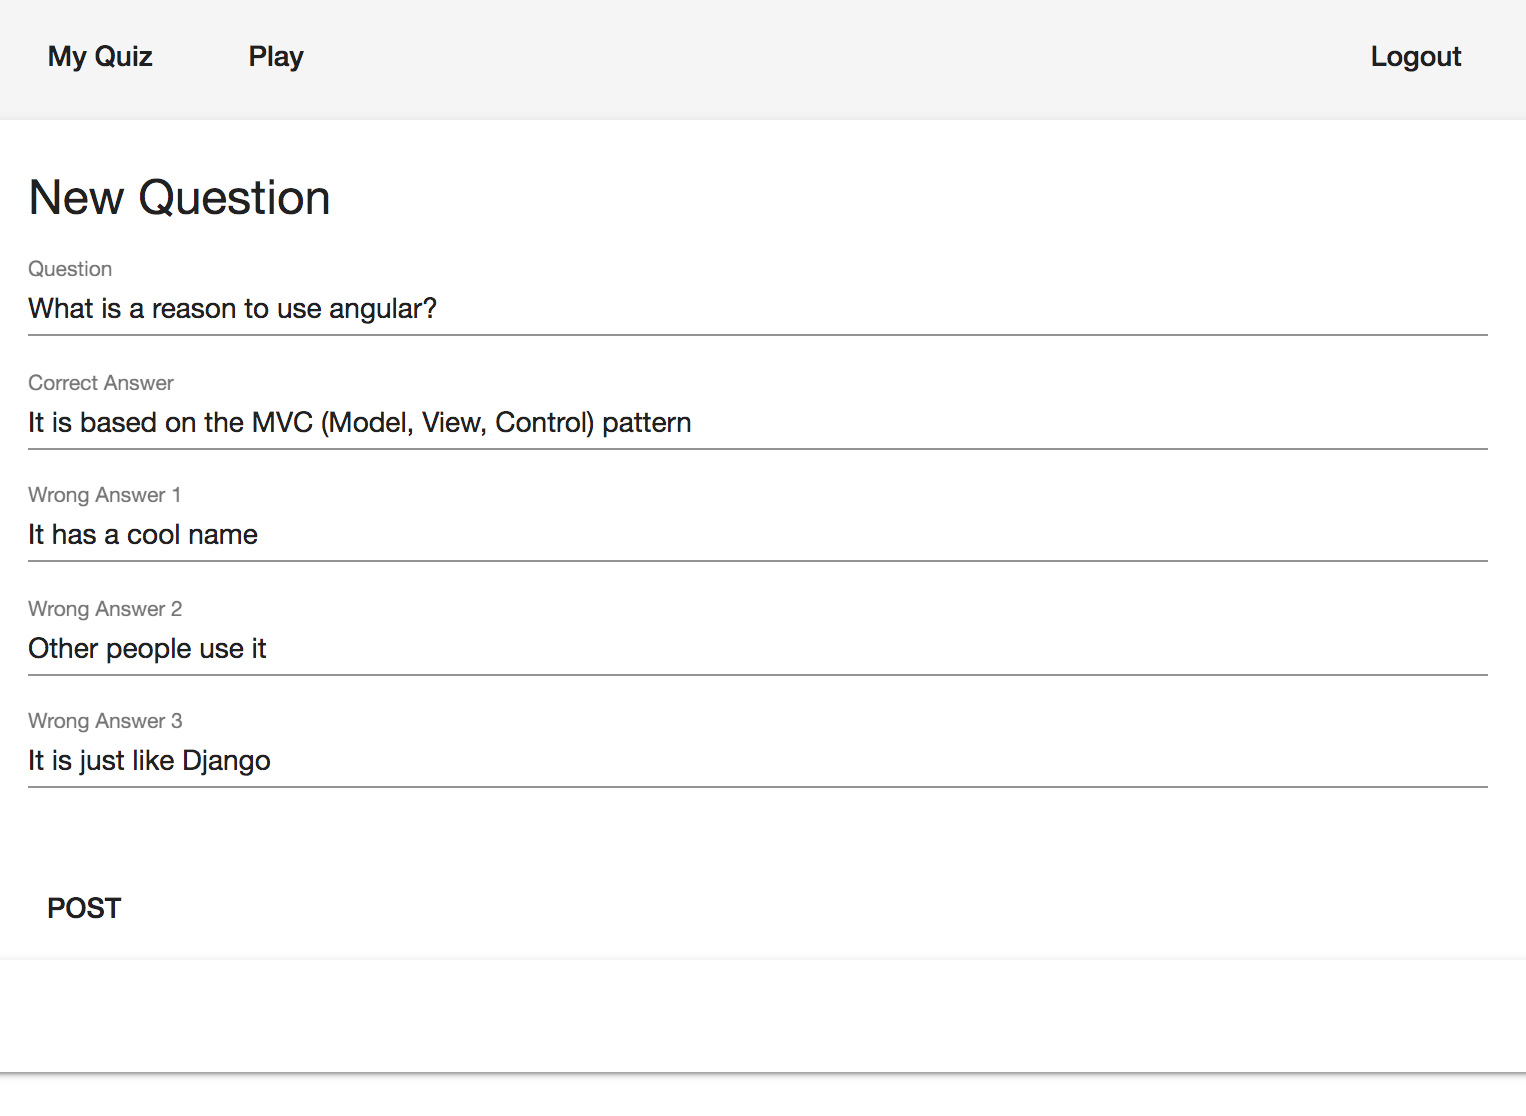 My Quiz Play Logout
New Question
Question
What is a reason to use angular?
Correct Answer
It is based on the MVC (Model, View, Control) pattern
Wrong Answer 1
It has a cool name
Wrong Answer 2
Other people use it
Wrong Answer 3
It is just like Django
POST